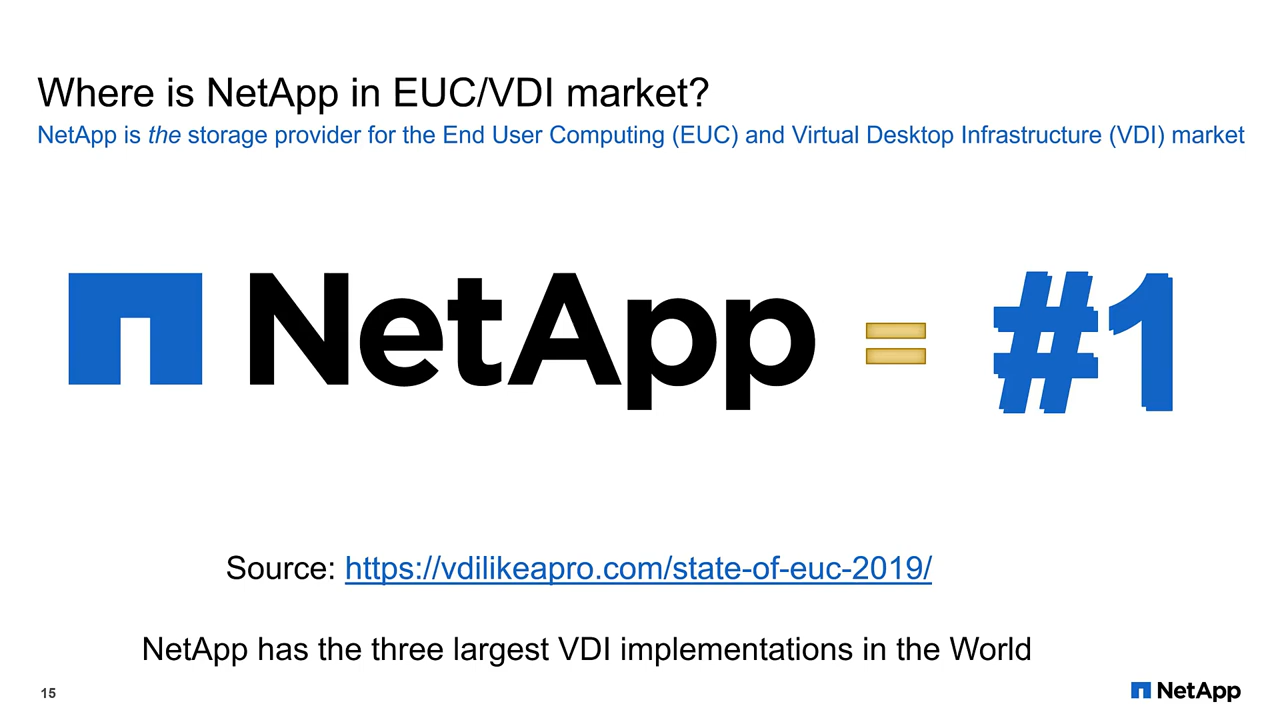 Where is NetApp in EUC/VDI market?
NetApp is the storage provider for the End User Computing (EUC) and Virtual Desktop Infrastructure (VDI) market
NetApp = #1
Source: https://vdilikeapro.com/state-of-euc-2019/
NetApp has the three largest VDI implementations in the World
15
NetApp